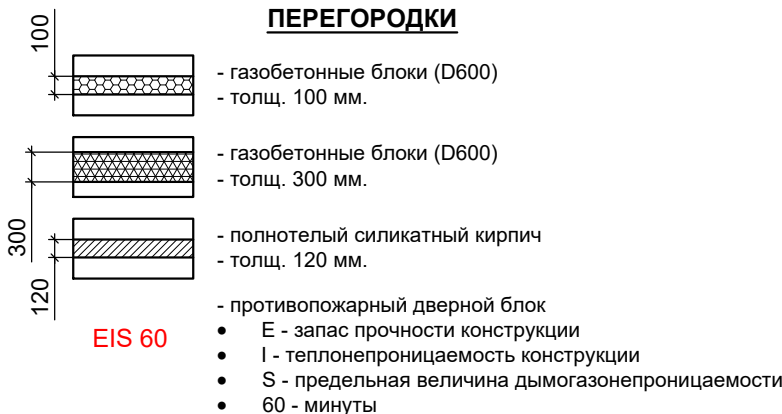 ПЕРЕГОРОДКИ
100
- газобетонные блоки (D600)
- толщ. 100 мм.
300
- газобетонные блоки (D600)
- толщ. 300 мм.
120
- полнотелый силикатный кирпич
- толщ. 120 мм.
EIS 60
- противопожарный дверной блок
• E - запас прочности конструкции
• I - теплонепроницаемость конструкции
• S - предельная величина дымогазонепроницаемости
• 60 - минуты